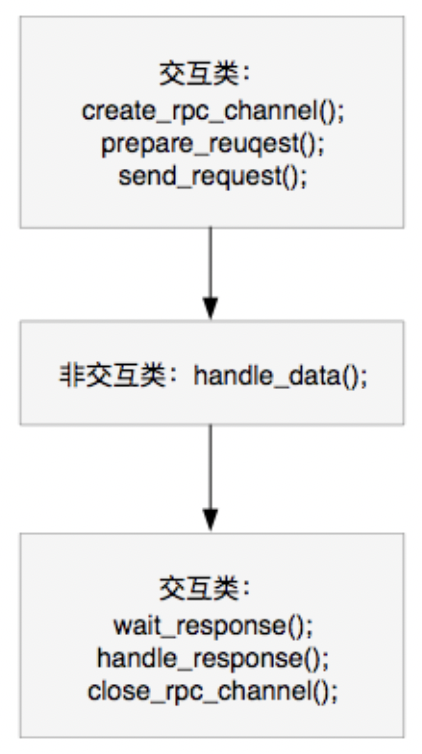 交互类：
create_rpc_channel();
prepare_reuqest();
send_request();
非交互类：handle_data();
交互类：
wait_response();
handle_response();
close_rpc_channel();